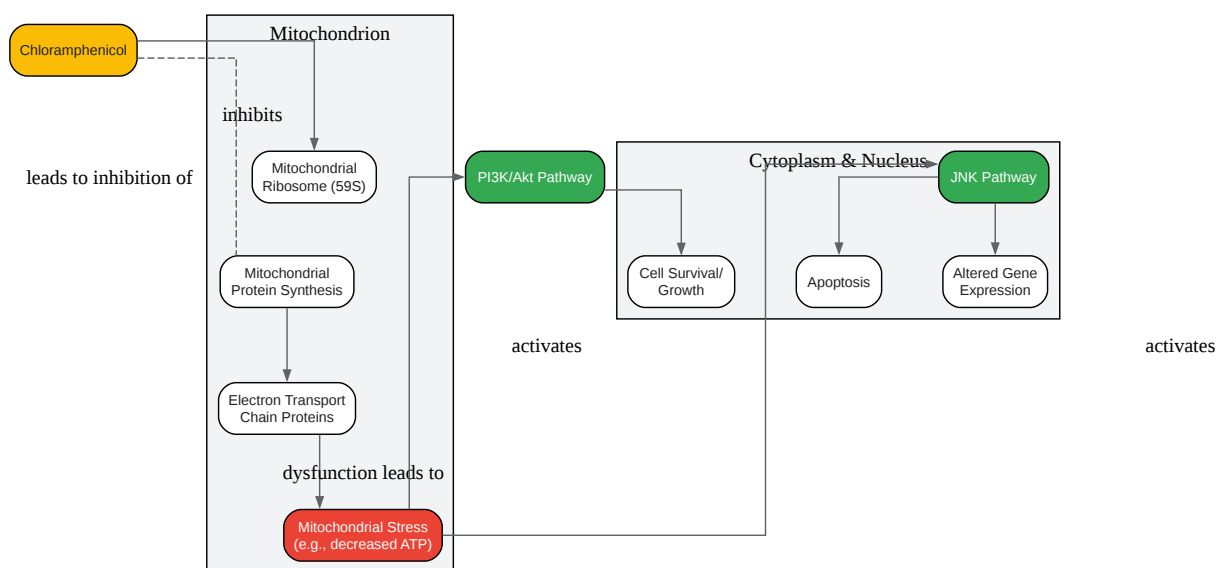 Mitochondrion
Chloramphenicol
inhibits
leads to inhibition of
Mitochondrial
Ribosome (59S)
PI3K/Akt Pathway
Cytoplasm & Nucleus
JNK Pathway
Mitochondrial
Protein Synthesis
Cell Survival/
Growth
Apoptosis
Altered Gene
Expression
activates
activates
Electron Transport
Chain Proteins
dysfunction leads to
Mitochondrial Stress
(e.g., decreased ATP)